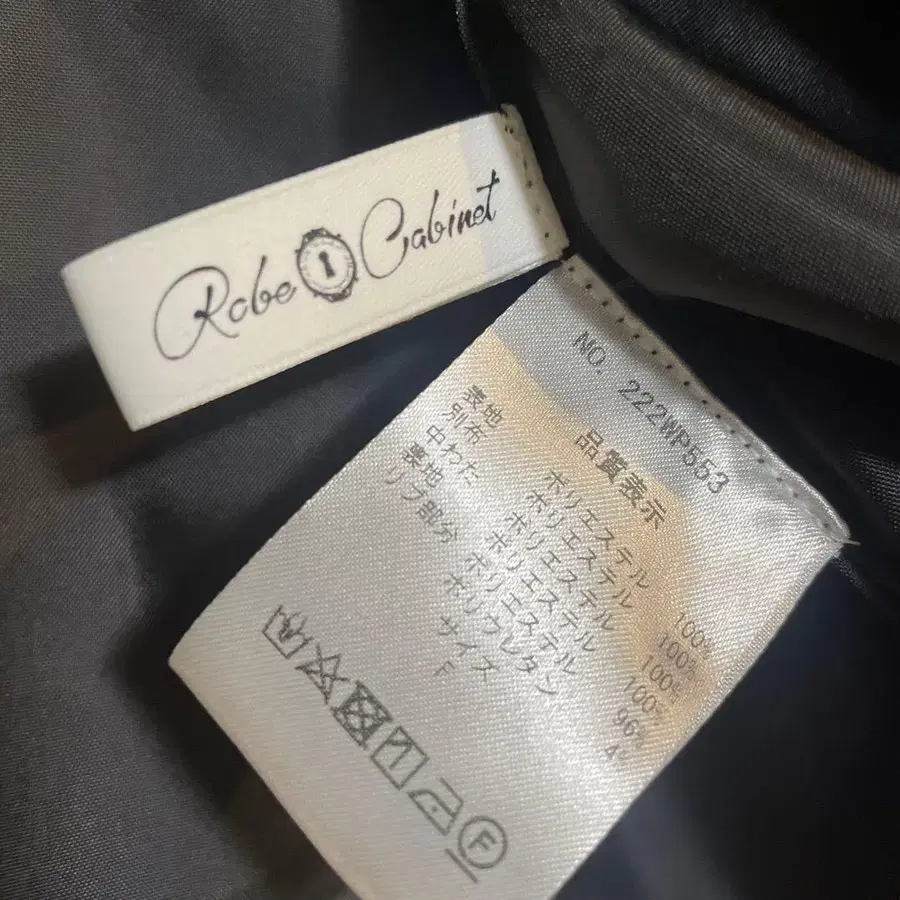 Robe Cabinet
NO. 222WP553
品質表示
表地 ポリエステル 100%
別布 ポリエステル 100%
中わた ポリエステル 100%
裏地 ポリエステル 100%
リブ部分 ポリエステル 96%
ポリウレタン 4%
サイズ
F
F